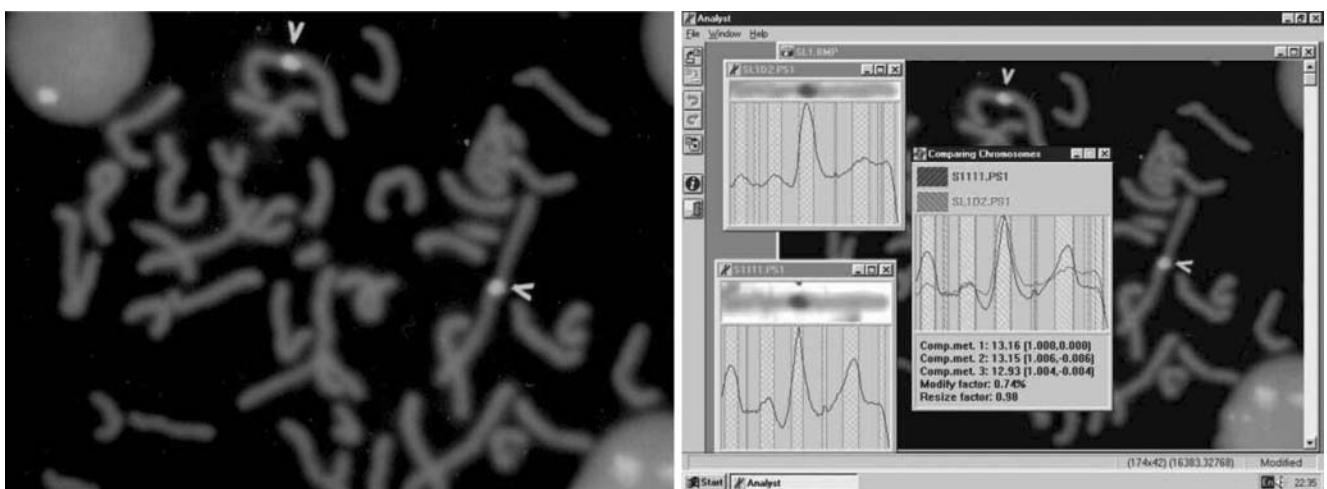 Analyst
File Window Help
SL1.BMP
SL1D2.PS1
Comparing Chromosomes
S1111.PS1
SL1D2.PS1
S1111.PS1
Comp.met. 1: 13.16 [1.000,0.000)
Comp.met. 2: 13.15 [1.006,-0.006)
Comp.met. 3: 12.93 [1.004,-0.004)
Modify factor: 0.74%
Resize factor: 0.98
(174x42) (16383.32768) Modified
Start Analyst En 22:35